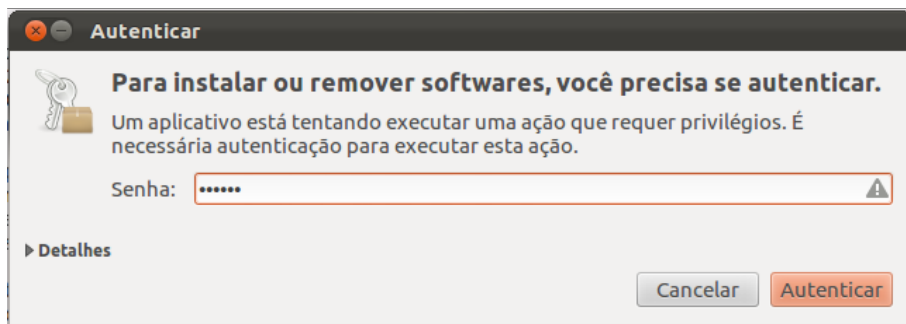 Autenticar
Para instalar ou remover softwares, você precisa se autenticar.
Um aplicativo está tentando executar uma ação que requer privilégios. É
necessária autenticação para executar esta ação.
Senha: ••••••
Detalhes
Cancelar Autenticar